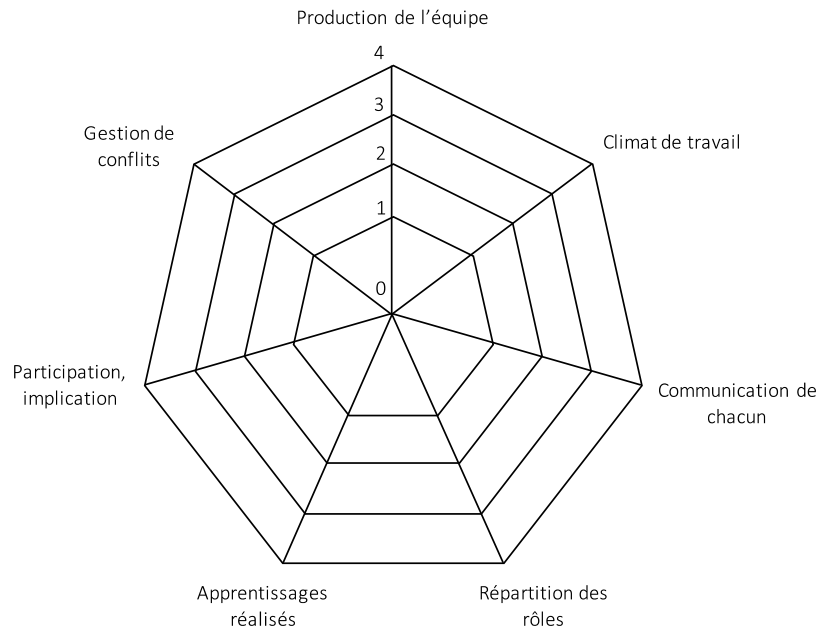 Production de l’équipe
4
3
2
1
0
Gestion de
conflits
Climat de travail
Participation,
implication
Communication de
chacun
Apprentissages
réalisés
Répartition des
rôles